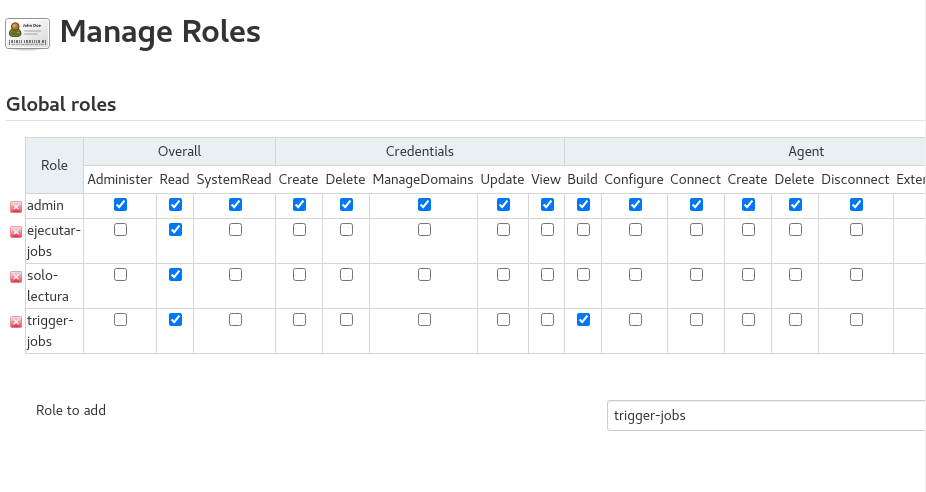 John Doe
Manage Roles
Global roles
Role Overall Credentials Agent
Administer Read SystemRead Create Delete ManageDomains Update View Build Configure Connect Create Delete Disconnect Exter
admin
ejecutar-
jobs
solo-
lectura
trigger-
jobs
Role to add trigger-jobs